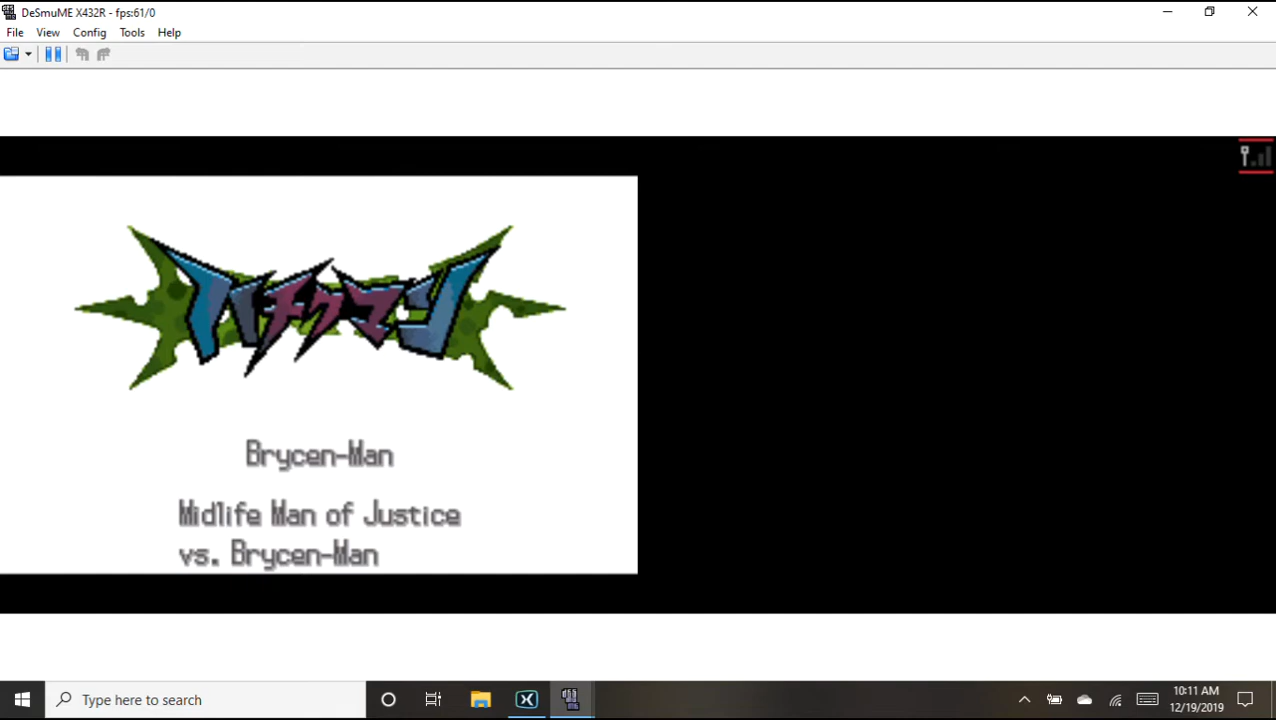 DeSmuME X432R - fps:61/0
File View Config Tools Help
ハチクマン
Brycen-Man
Midlife Man of Justice
vs. Brycen-Man
Type here to search
10:11 AM
12/19/2019